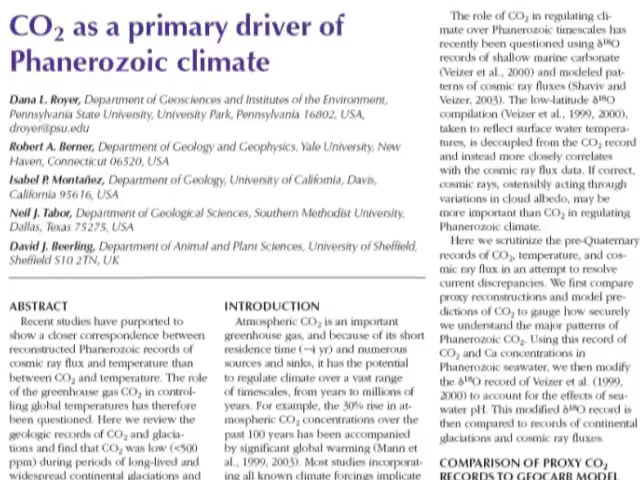 CO₂ as a primary driver of
Phanerozoic climate
Dana L. Royer, Department of Geosciences and Institutes of the Environment,
Pennsylvania State University, University Park, Pennsylvania 16802, USA,
droyer@psu.edu
Robert A. Berner, Department of Geology and Geophysics, Yale University, New
Haven, Connecticut 06520, USA
Isabel P. Montañez, Department of Geology, University of California, Davis,
California 95616, USA
Neil J. Tabor, Department of Geological Sciences, Southern Methodist University,
Dallas, Texas 75275, USA
David J. Beerling, Department of Animal and Plant Sciences, University of Sheffield,
Sheffield S10 2TN, UK
ABSTRACT
Recent studies have purported to
show a closer correspondence between
reconstructed Phanerozoic records of
cosmic ray flux and temperature than
between CO₂ and temperature. The role
of the greenhouse gas CO₂ in control-
ling global temperatures has therefore
been questioned. Here we review the
geologic records of CO₂ and glacia-
tions and find that CO₂ was low (<500
ppm) during periods of long-lived and
widespread continental glaciations and
INTRODUCTION
Atmospheric CO₂ is an important
greenhouse gas, and because of its short
residence time (~4 yr) and numerous
sources and sinks, it has the potential
to regulate climate over a vast range
of timescales, from years to millions of
years. For example, the 30% rise in at-
mospheric CO₂ concentrations over the
past 100 years has been accompanied
by significant global warming (Mann et
al., 1999, 2003). Most studies incorporat-
ing all known climate forcings implicate
The role of CO₂ in regulating cli-
mate over Phanerozoic timescales has
recently been questioned using δ¹⁸O
records of shallow marine carbonate
(Veizer et al., 2000) and modeled pat-
terns of cosmic ray fluxes (Shaviv and
Veizer, 2003). The low-latitude δ¹⁸O
compilation (Veizer et al., 1999, 2000),
taken to reflect surface water tempera-
tures, is decoupled from the CO₂ record
and instead more closely correlates
with the cosmic ray flux data. If correct,
cosmic rays, ostensibly acting through
variations in cloud albedo, may be
more important than CO₂ in regulating
Phanerozoic climate.
Here we scrutinize the pre-Quaternary
records of CO₂, temperature, and cos-
mic ray flux in an attempt to resolve
current discrepancies. We first compare
proxy reconstructions and model pre-
dictions of CO₂ to gauge how securely
we understand the major patterns of
Phanerozoic CO₂. Using this record of
CO₂ and Ca concentrations in
Phanerozoic seawater, we then modify
the δ¹⁸O record of Veizer et al. (1999,
2000) to account for the effects of sea-
water pH. This modified δ¹⁸O record is
then compared to records of continental
glaciations and cosmic ray fluxes.
COMPARISON OF PROXY CO₂
RECORDS TO GEOCARB MODEL